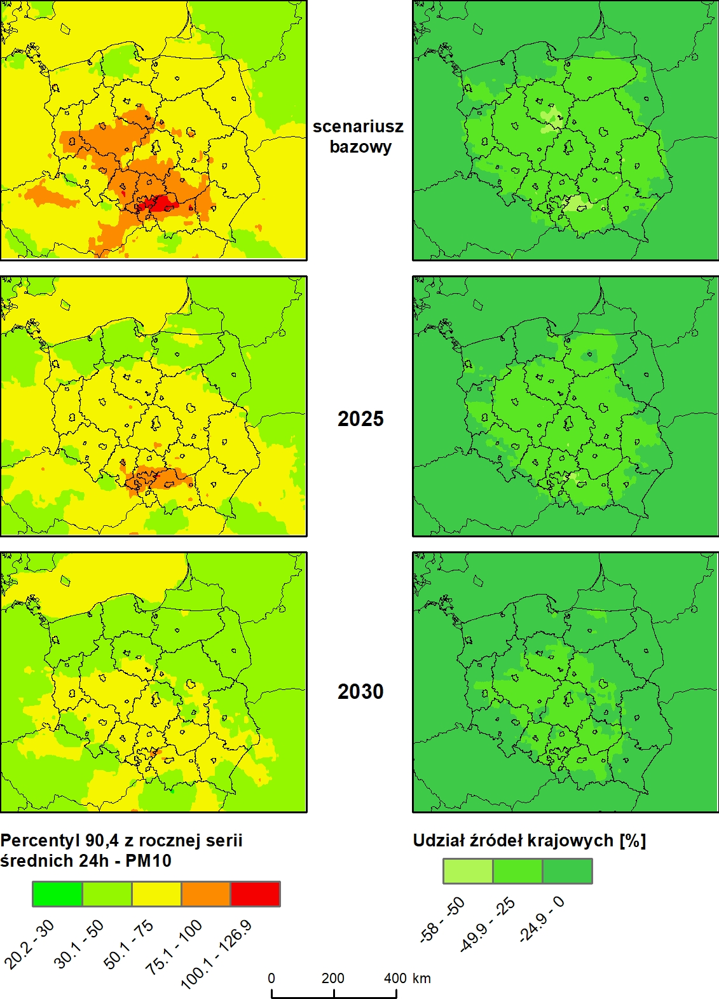 scenariusz
bazowy
2025
2030
Percentyl 90,4 z rocznej serii
średnich 24h - PM10
20.2 - 30
30.1 - 50
50.1 - 75
75.1 - 100
100.1 - 126.9
Udział źródeł krajowych [%]
-58 - -50
-49.9 - -25
-24.9 - 0
0 200 400 km